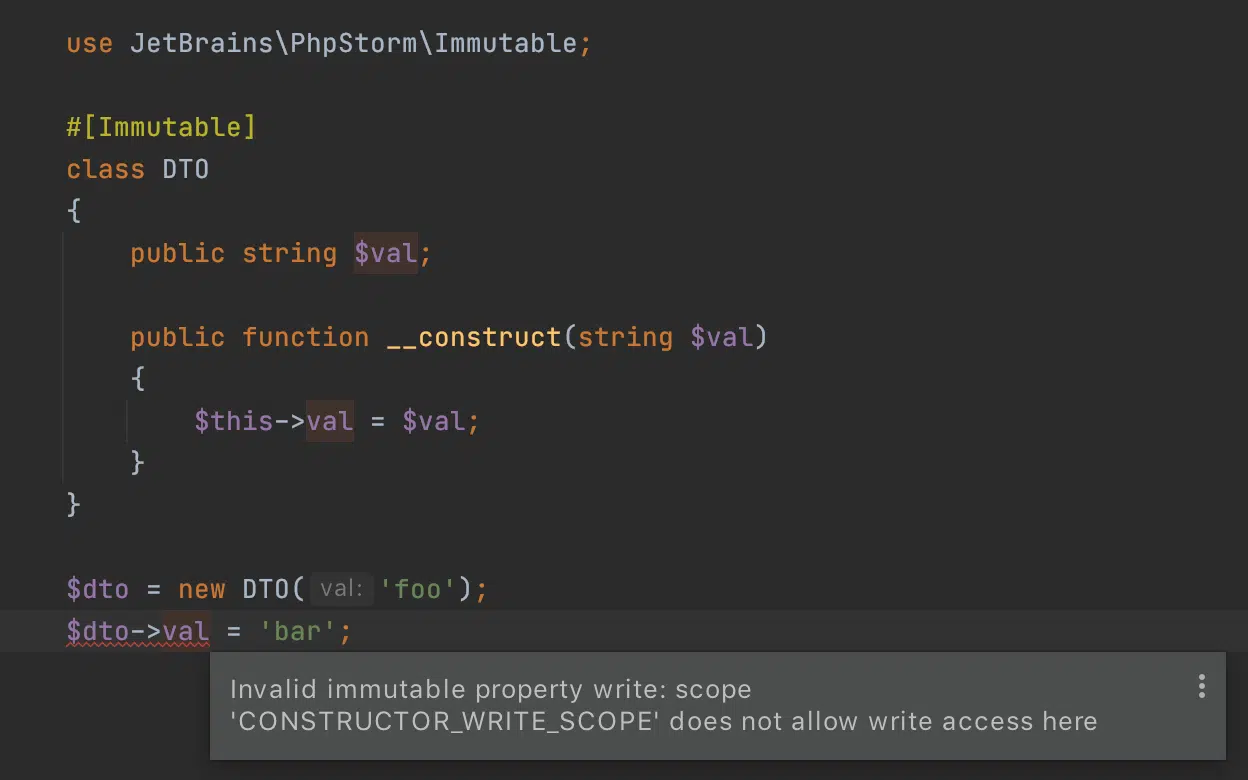 use JetBrains\PhpStorm\Immutable;
#[Immutable]
class DTO
{
public string $val;
public function __construct(string $val)
{
$this->val = $val;
}
}
$dto = new DTO( val: 'foo');
$dto->val = 'bar';
Invalid immutable property write: scope
'CONSTRUCTOR_WRITE_SCOPE' does not allow write access here